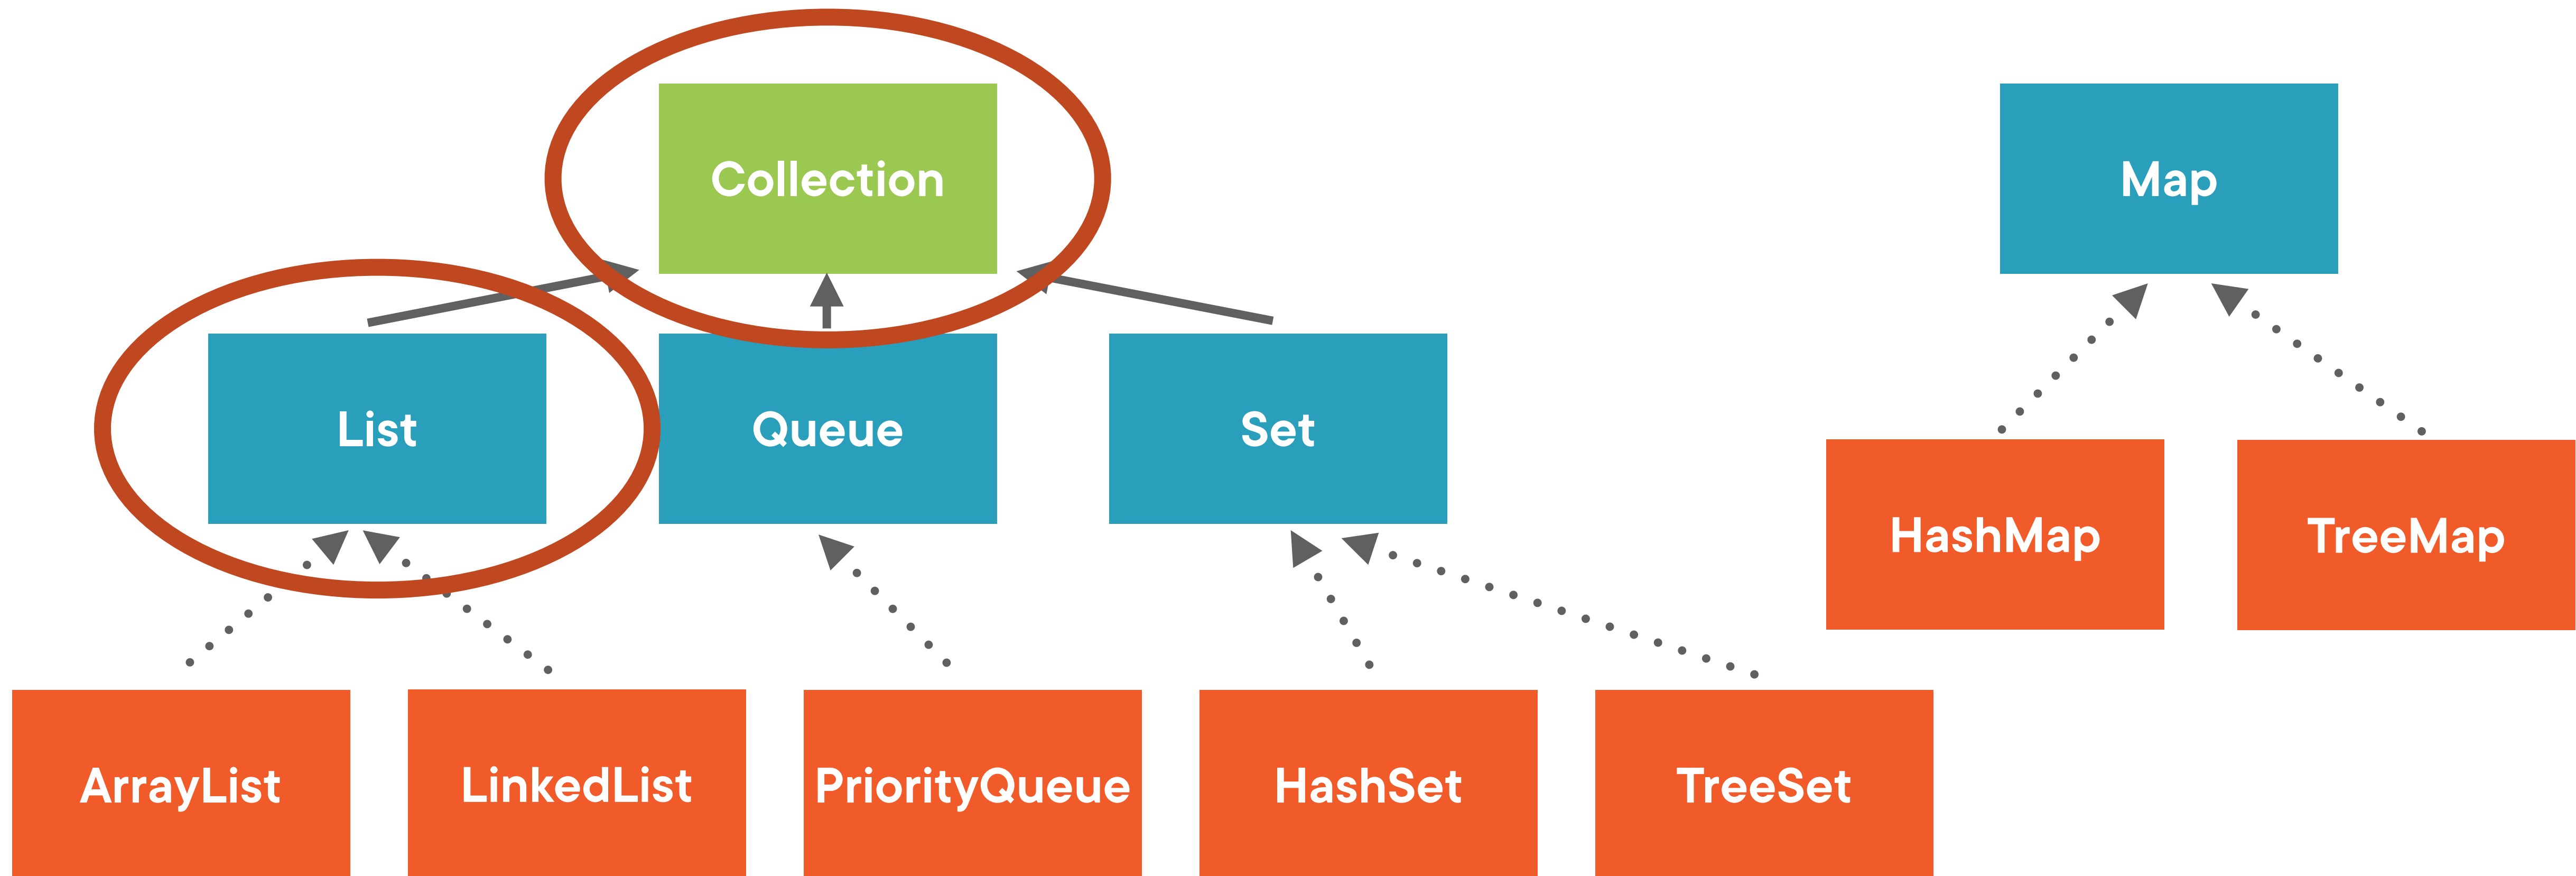 Collection
Map
List
Queue
Set
HashMap
TreeMap
ArrayList
LinkedList
PriorityQueue
HashSet
TreeSet